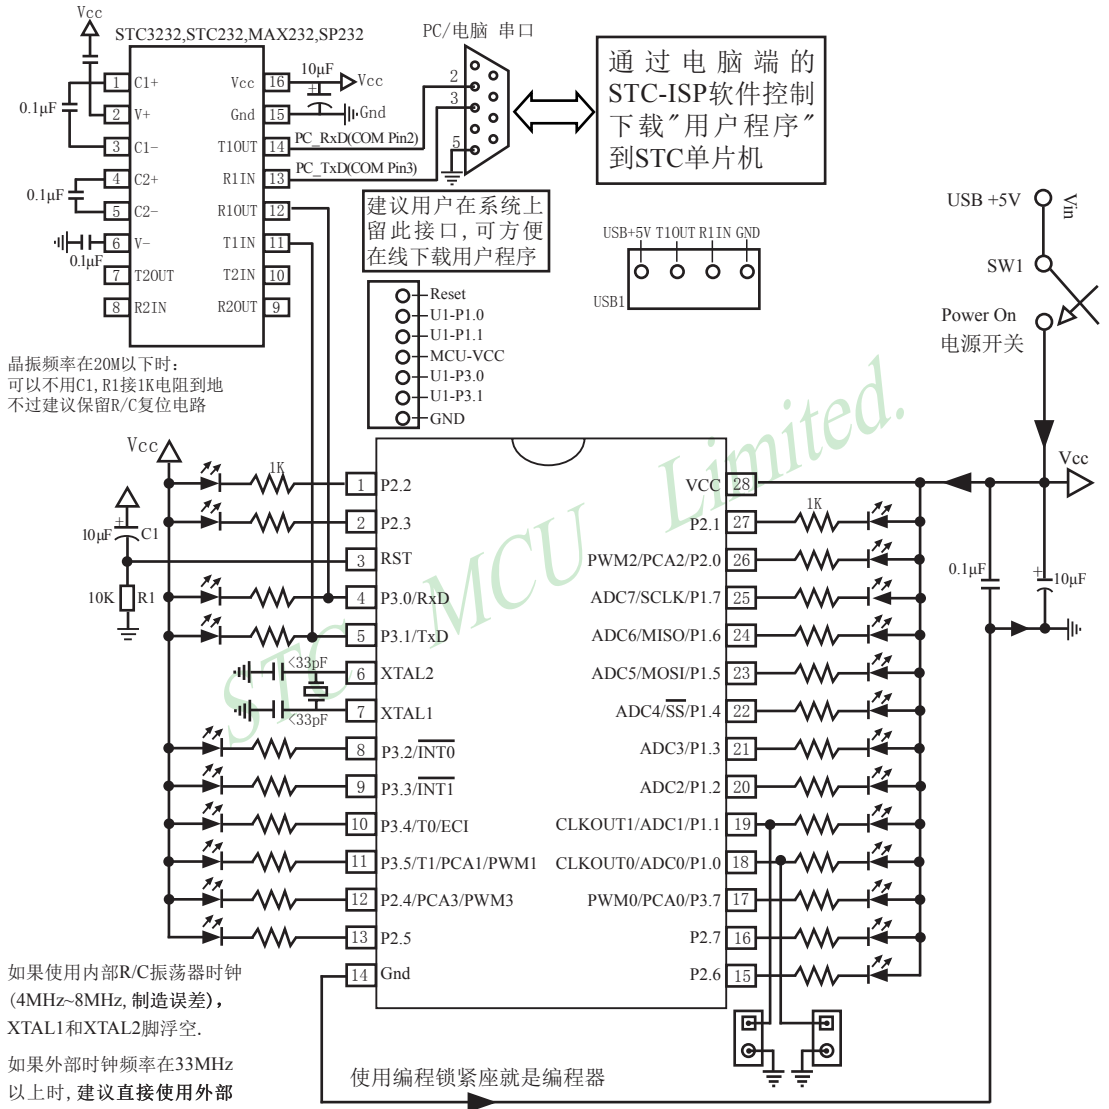 Vcc
STC3232,STC232,MAX232,SP232
PC/电脑 串口
1 C1+ Vcc 16
10μF
Vcc
0.1μF
2 V+ Gnd 15
Gnd
3 C1- T1OUT 14
PC_RxD(COM Pin2)
4 C2+ R1IN 13
PC_TxD(COM Pin3)
0.1μF
5 C2- R1OUT 12
6 V- T1IN 11
0.1μF
7 T2OUT T2IN 10
8 R2IN R2OUT 9
2
3
5
通过电脑端的
STC-ISP软件控制
下载"用户程序"
到STC单片机
建议用户在系统上
留此接口,可方便
在线下载用户程序
USB+5V T1OUT R1IN GND
USB1
USB +5V
Vin
SW1
Power On
电源开关
Reset
U1-P1.0
U1-P1.1
MCU-VCC
U1-P3.0
U1-P3.1
GND
晶振频率在20M以下时:
可以不用C1,R1接1K电阻到地
不过建议保留R/C复位电路
STC MCU Limited.
Vcc
1K
10μF
+
C1
10K
R1
<33pF
<33pF
1 P2.2
2 P2.3
3 RST
4 P3.0/RxD
5 P3.1/TxD
6 XTAL2
7 XTAL1
8 P3.2/INT0
9 P3.3/INT1
10 P3.4/T0/ECI
11 P3.5/T1/PCA1/PWM1
12 P2.4/PCA3/PWM3
13 P2.5
14 Gnd
VCC 28
P2.1 27
PWM2/PCA2/P2.0 26
ADC7/SCLK/P1.7 25
ADC6/MISO/P1.6 24
ADC5/MOSI/P1.5 23
ADC4/SS/P1.4 22
ADC3/P1.3 21
ADC2/P1.2 20
CLKOUT1/ADC1/P1.1 19
CLKOUT0/ADC0/P1.0 18
PWM0/PCA0/P3.7 17
P2.7 16
P2.6 15
1K
Vcc
0.1μF
+
10μF
如果使用内部R/C振荡器时钟
(4MHz~8MHz,制造误差),
XTAL1和XTAL2脚浮空.
如果外部时钟频率在33MHz
以上时,建议直接使用外部
使用编程锁紧座就是编程器